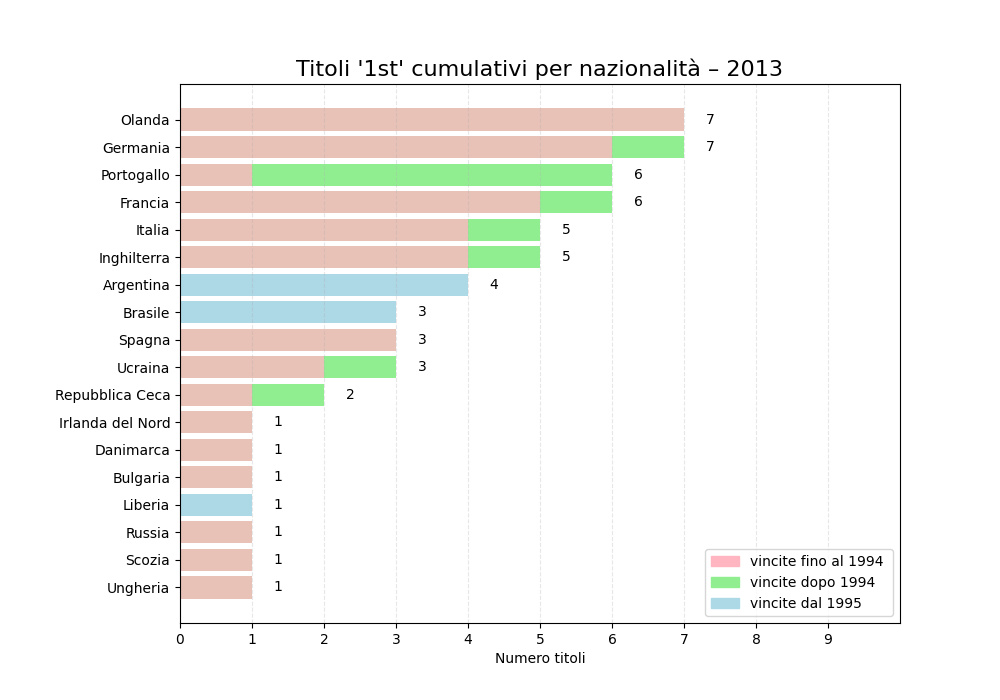 Titoli '1st' cumulativi per nazionalità – 2013
Olanda 7
Germania 7
Portogallo 6
Francia 6
Italia 5
Inghilterra 5
Argentina 4
Brasile 3
Spagna 3
Ucraina 3
Repubblica Ceca 2
Irlanda del Nord 1
Danimarca 1
Bulgaria 1
Liberia 1
Russia 1
Scozia 1
Ungheria 1
vincite fino al 1994
vincite dopo 1994
vincite dal 1995
0 1 2 3 4 5 6 7 8 9
Numero titoli